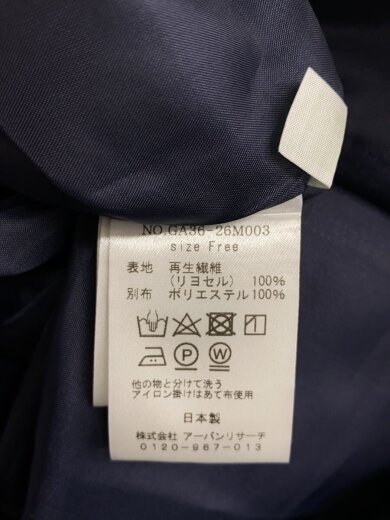 NO.GA36-26M003
size Free
表地 再生繊維
(リヨセル) 100%
別布 ポリエステル100%
P W
他の物と分けて洗う
アイロン掛けはあて布使用
日本製
株式会社 アーバンリサーチ
0120-967-013